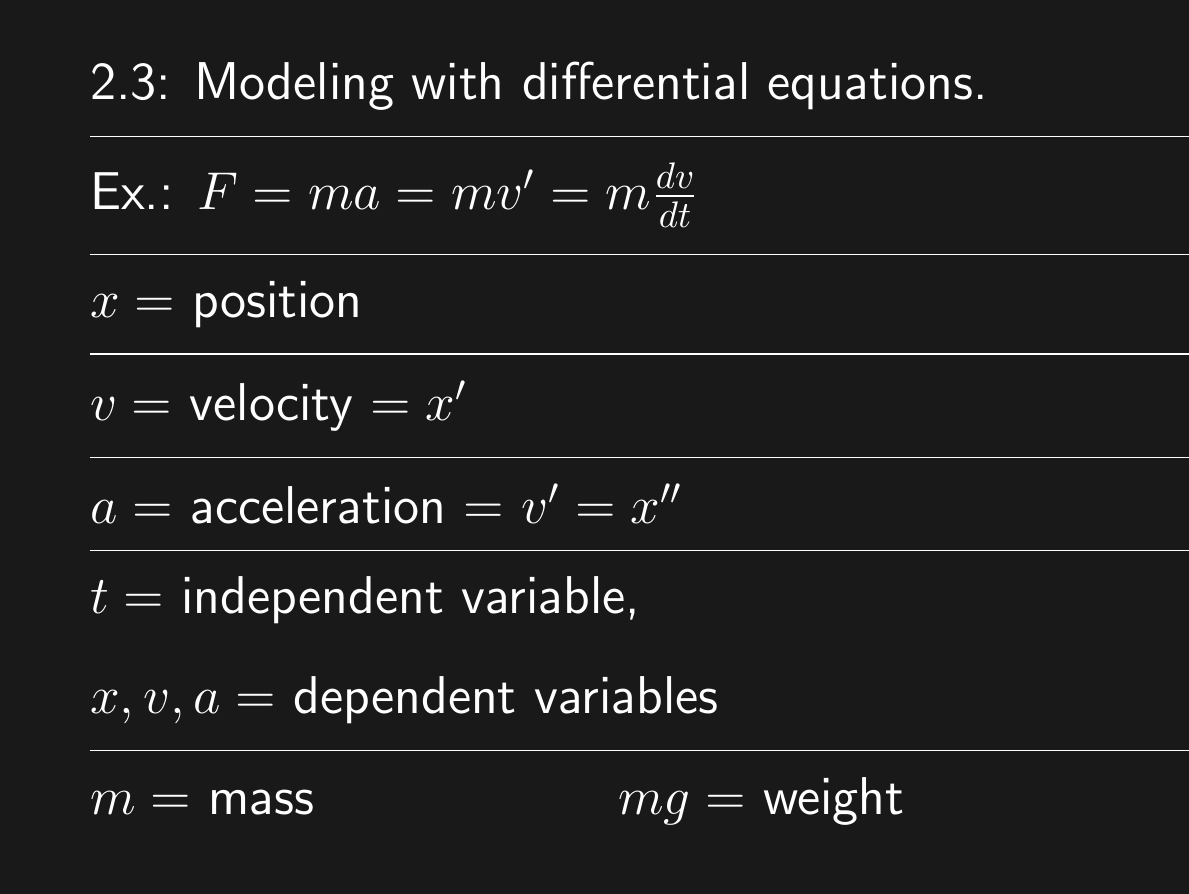 2.3: Modeling with differential equations.
Ex.: F = ma = mv′ = m dv/dt
x = position
v = velocity = x′
a = acceleration = v′ = x′′
t = independent variable,
x, v, a = dependent variables
m = mass mg = weight